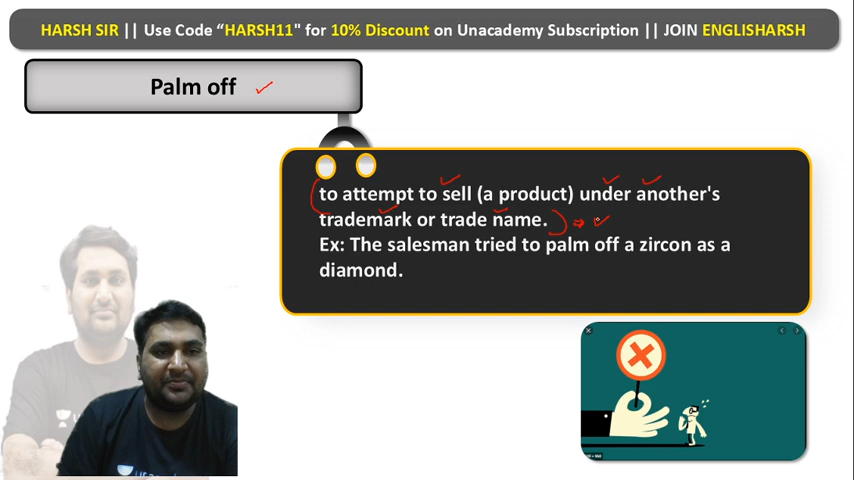 HARSH SIR || Use Code “HARSH11" for 10% Discount on Unacademy Subscription || JOIN ENGLISHARSH
Palm off
to attempt to sell (a product) under another's
trademark or trade name.
Ex: The salesman tried to palm off a zircon as a
diamond.